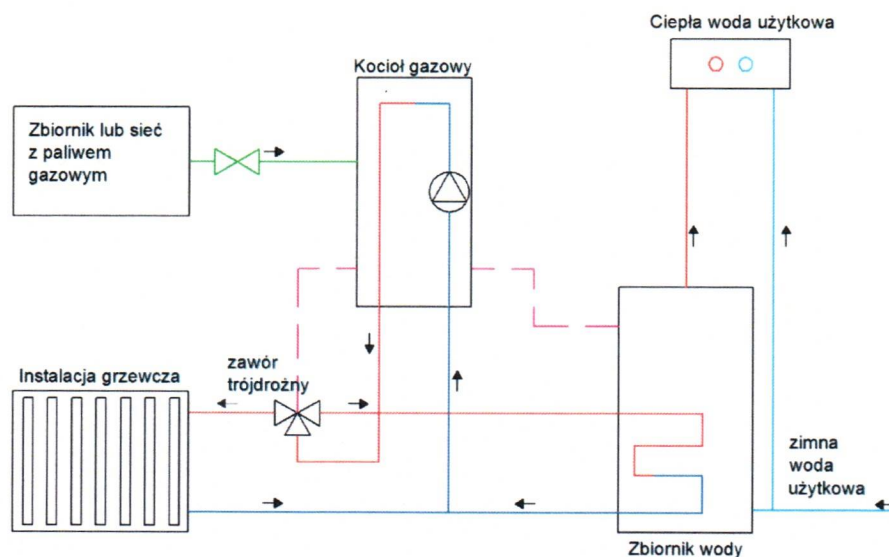 Ciepła woda użytkowa
Kocioł gazowy
Zbiornik lub sieć
z paliwem
gazowym
zawór
trójdrożny
Instalacja grzewcza
zimna
woda
użytkowa
Zbiornik wody